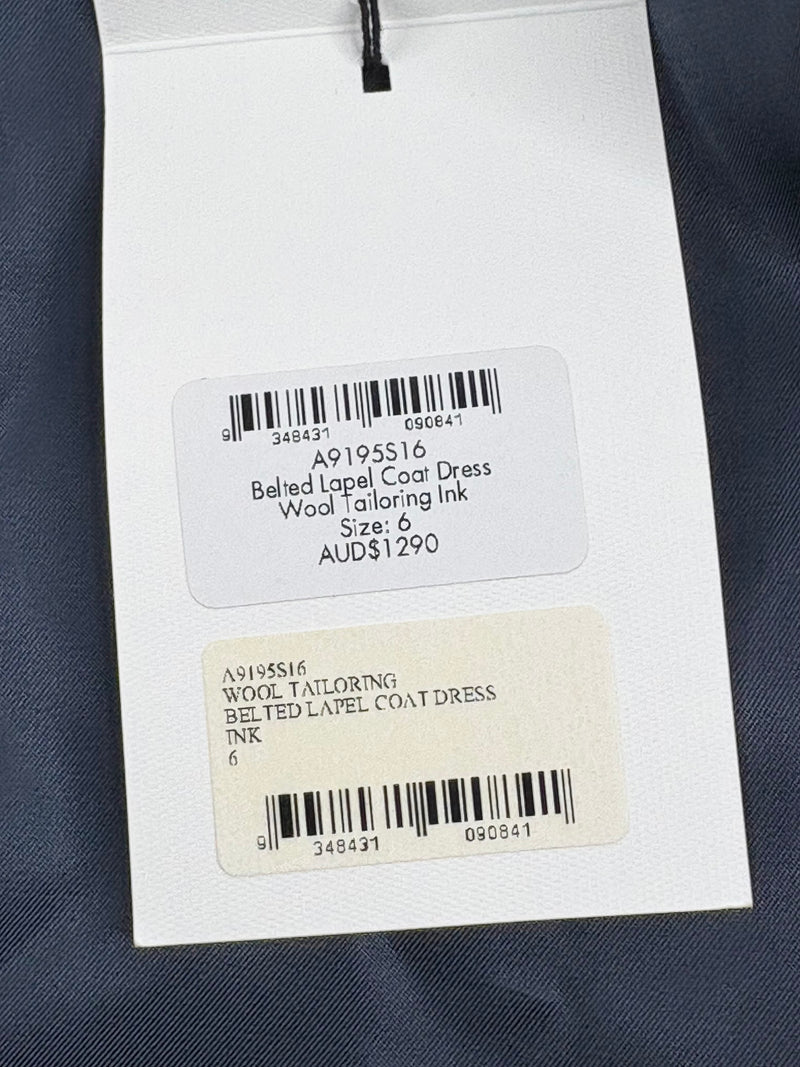 9 348431 090841
A9195S16
Belted Lapel Coat Dress
Wool Tailoring Ink
Size: 6
AUD$1290
A9195S16
WOOL TAILORING
BELTED LAPEL COAT DRESS
INK
6
9 348431 090841